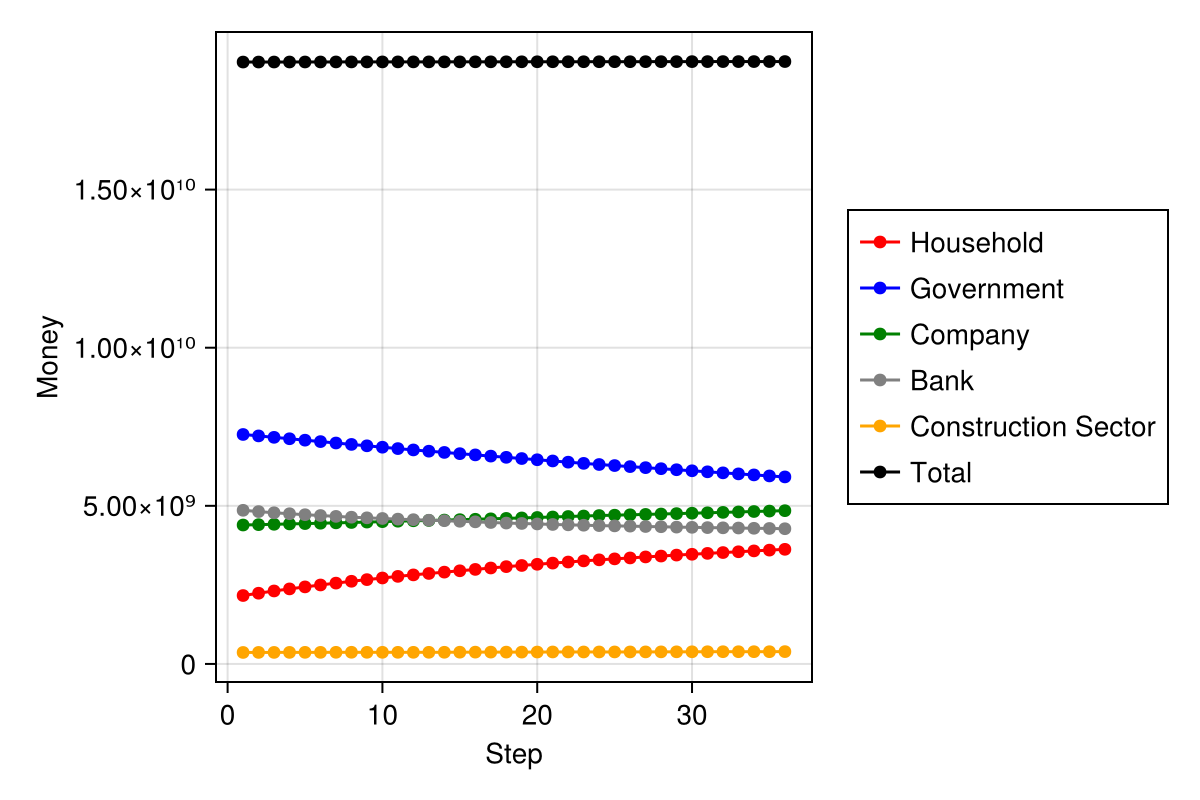 Money
1.50×10¹⁰
1.00×10¹⁰
5.00×10⁹
0
0 10 20 30
Step
Household
Government
Company
Bank
Construction Sector
Total